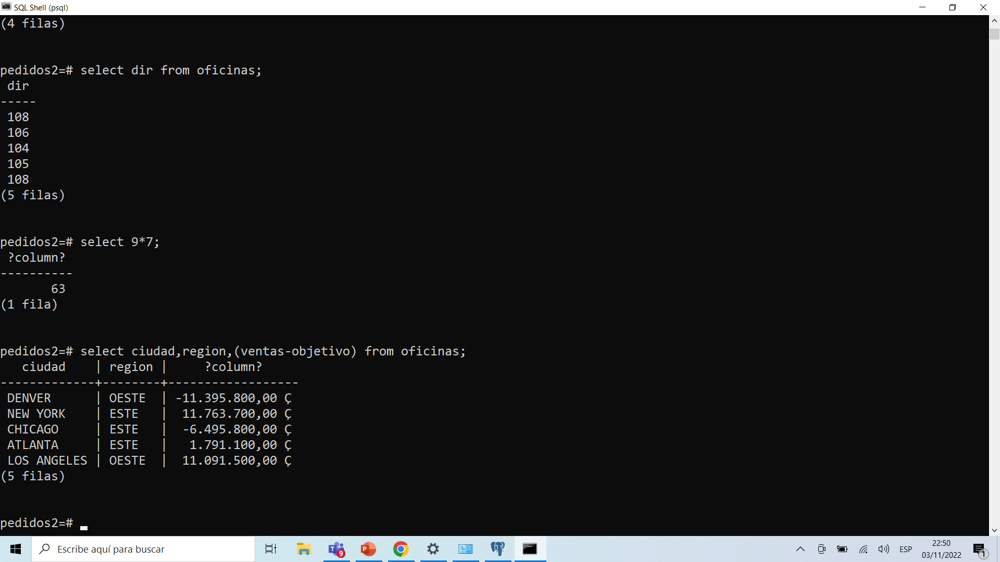 SQL Shell (psql)
(4 filas)
pedidos2=# select dir from oficinas;
 dir
-----
 108
 106
 104
 105
 108
(5 filas)
pedidos2=# select 9*7;
 ?column?
----------
       63
(1 fila)
pedidos2=# select ciudad,region,(ventas-objetivo) from oficinas;
   ciudad    | region |     ?column?
-------------+--------+------------------
 DENVER      | OESTE  | -11.395.800,00 Ç
 NEW YORK    | ESTE   |  11.763.700,00 Ç
 CHICAGO     | ESTE   |  -6.495.800,00 Ç
 ATLANTA     | ESTE   |   1.791.100,00 Ç
 LOS ANGELES | OESTE  |  11.091.500,00 Ç
(5 filas)
pedidos2=#
Escribe aquí para buscar
T
9
P
ESP
22:50
03/11/2022
1